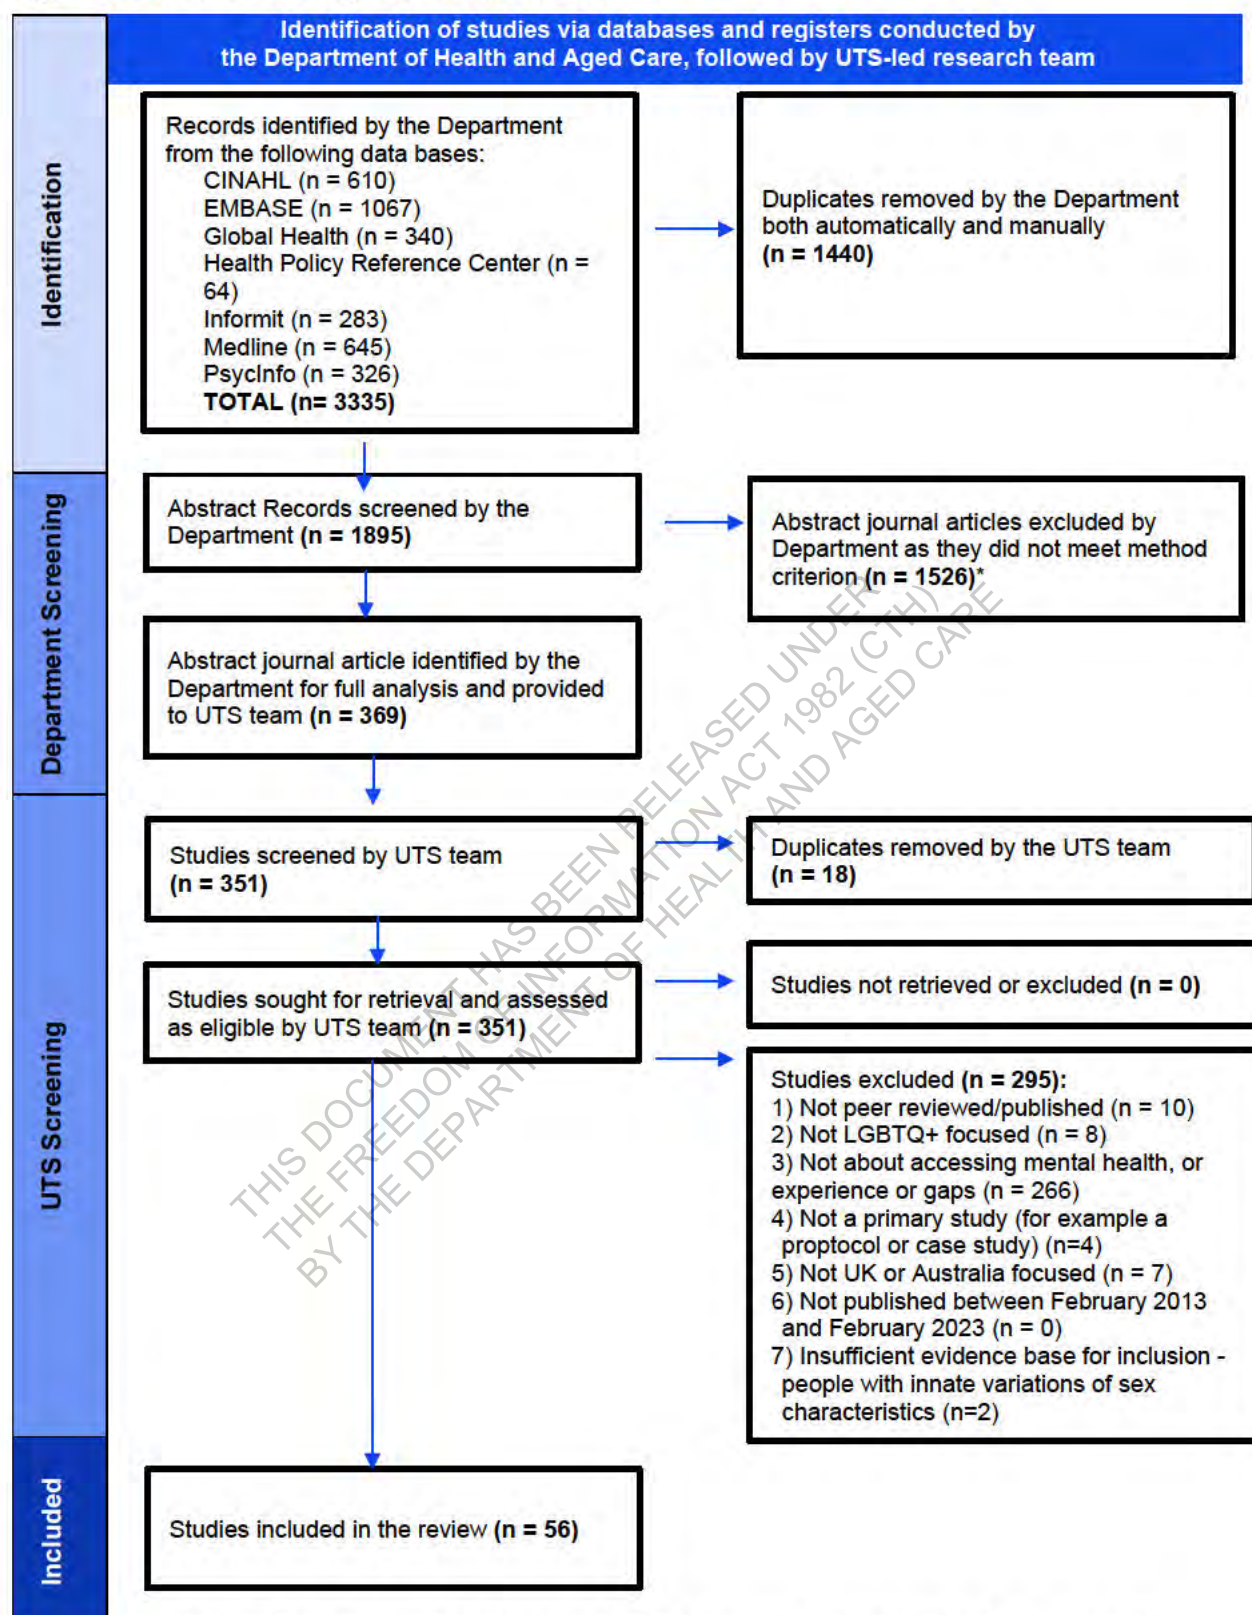 Identification of studies via databases and registers conducted by
the Department of Health and Aged Care, followed by UTS-led research team
Identification
Records identified by the Department
from the following data bases:
CINAHL (n = 610)
EMBASE (n = 1067)
Global Health (n = 340)
Health Policy Reference Center (n =
64)
Informit (n = 283)
Medline (n = 645)
PsycInfo (n = 326)
TOTAL (n= 3335)
Duplicates removed by the Department
both automatically and manually
(n = 1440)
Department Screening
Abstract Records screened by the
Department (n = 1895)
Abstract journal articles excluded by
Department as they did not meet method
criterion (n = 1526)*
Abstract journal article identified by the
Department for full analysis and provided
to UTS team (n = 369)
UTS Screening
Studies screened by UTS team
(n = 351)
Duplicates removed by the UTS team
(n = 18)
Studies sought for retrieval and assessed
as eligible by UTS team (n = 351)
Studies not retrieved or excluded (n = 0)
Studies excluded (n = 295):
1) Not peer reviewed/published (n = 10)
2) Not LGBTQ+ focused (n = 8)
3) Not about accessing mental health, or
experience or gaps (n = 266)
4) Not a primary study (for example a
proptocol or case study) (n=4)
5) Not UK or Australia focused (n = 7)
6) Not published between February 2013
and February 2023 (n = 0)
7) Insufficient evidence base for inclusion -
people with innate variations of sex
characteristics (n=2)
Included
Studies included in the review (n = 56)
THIS DOCUMENT HAS BEEN RELEASED UNDER
THE FREEDOM OF INFORMATION ACT 1982 (CTH)
BY THE DEPARTMENT OF HEALTH AND AGED CARE